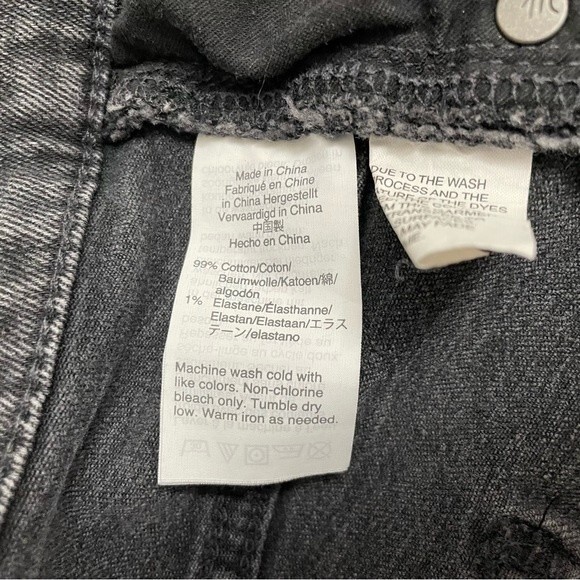 Made in China
Fabriqué en Chine
in China Hergestellt
Vervaardigd in China
中国製
Hecho en China
99% Cotton/Coton/
Baumwolle/Katoen/綿/
algodón
1% Elastane/Élasthanne/
Elastan/Elastaan/エラス
テーン/elastano
Machine wash cold with
like colors. Non-chlorine
bleach only. Tumble dry
low. Warm iron as needed.
DUE TO THE WASH
PROCESS AND THE
OF THE DYES